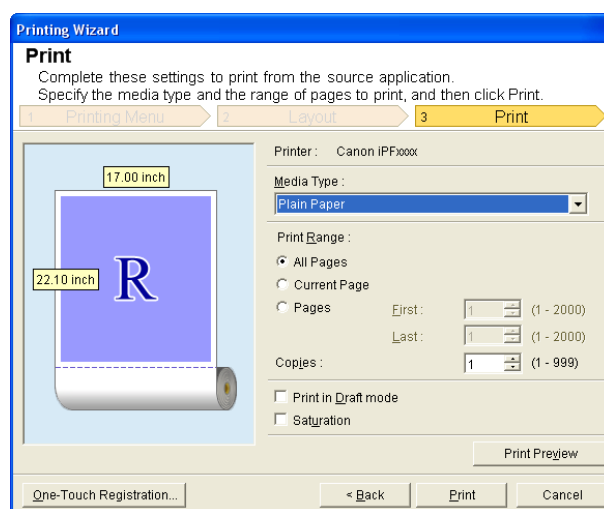 Printing Wizard
Print
Complete these settings to print from the source application.
Specify the media type and the range of pages to print, and then click Print.
1 Printing Menu 2 Layout 3 Print
Printer : Canon iPFxxxx
17.00 inch
Media Type :
Plain Paper
Print Range :
All Pages
22.10 inch
R
Current Page
Pages First : 1 (1 - 2000)
Last : 1 (1 - 2000)
Copies : 1 (1 - 999)
Print in Draft mode
Saturation
Print Preview
One-Touch Registration... < Back Print Cancel